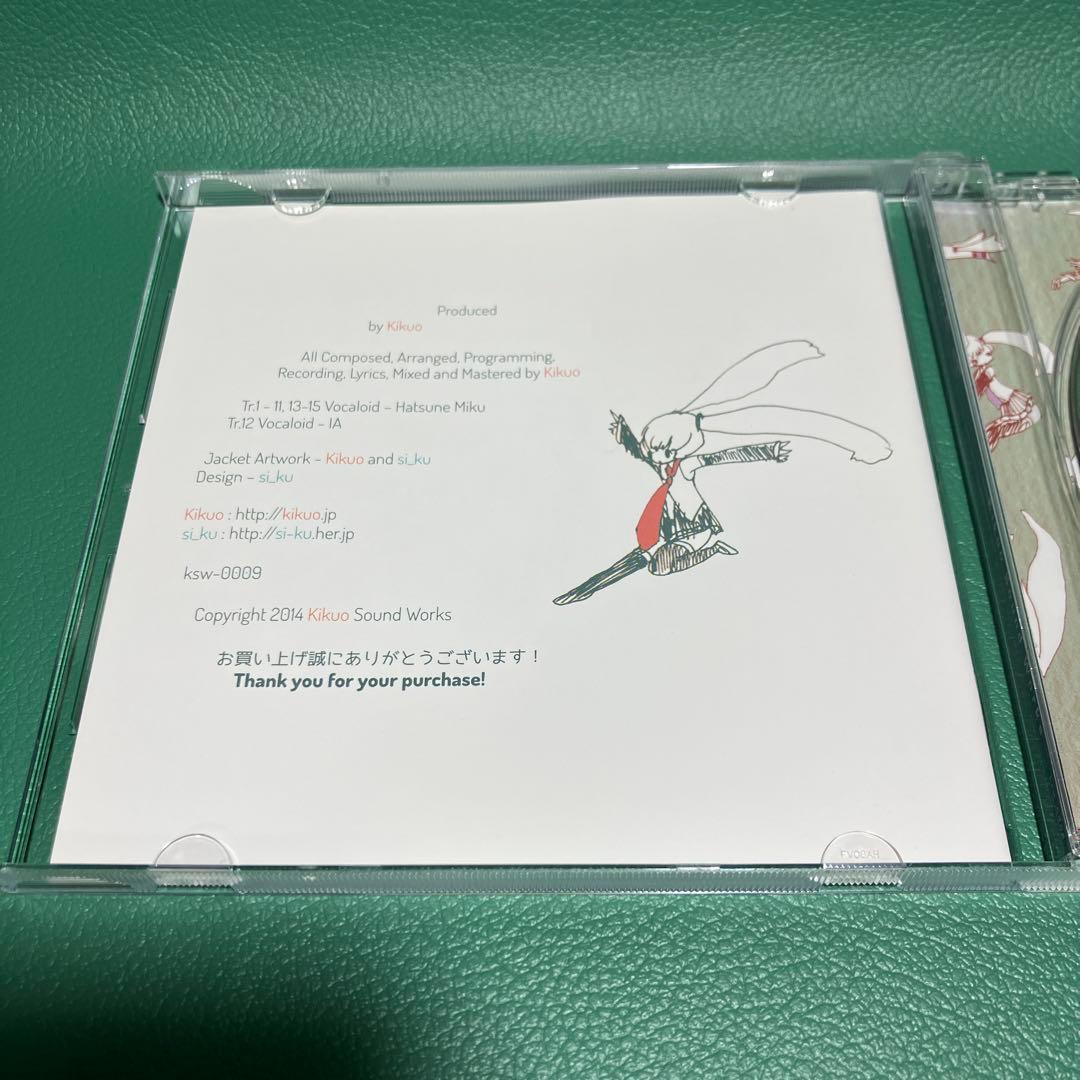 Produced
by Kikuo
All Composed, Arranged, Programming,
Recording, Lyrics, Mixed and Mastered by Kikuo
Tr.1 - 11, 13-15 Vocaloid - Hatsune Miku
Tr.12 Vocaloid - IA
Jacket Artwork - Kikuo and si_ku
Design - si_ku
Kikuo : http://kikuo.jp
si_ku : http://si-ku.her.jp
ksw-0009
Copyright 2014 Kikuo Sound Works
お買い上げ誠にありがとうございます！
Thank you for your purchase!